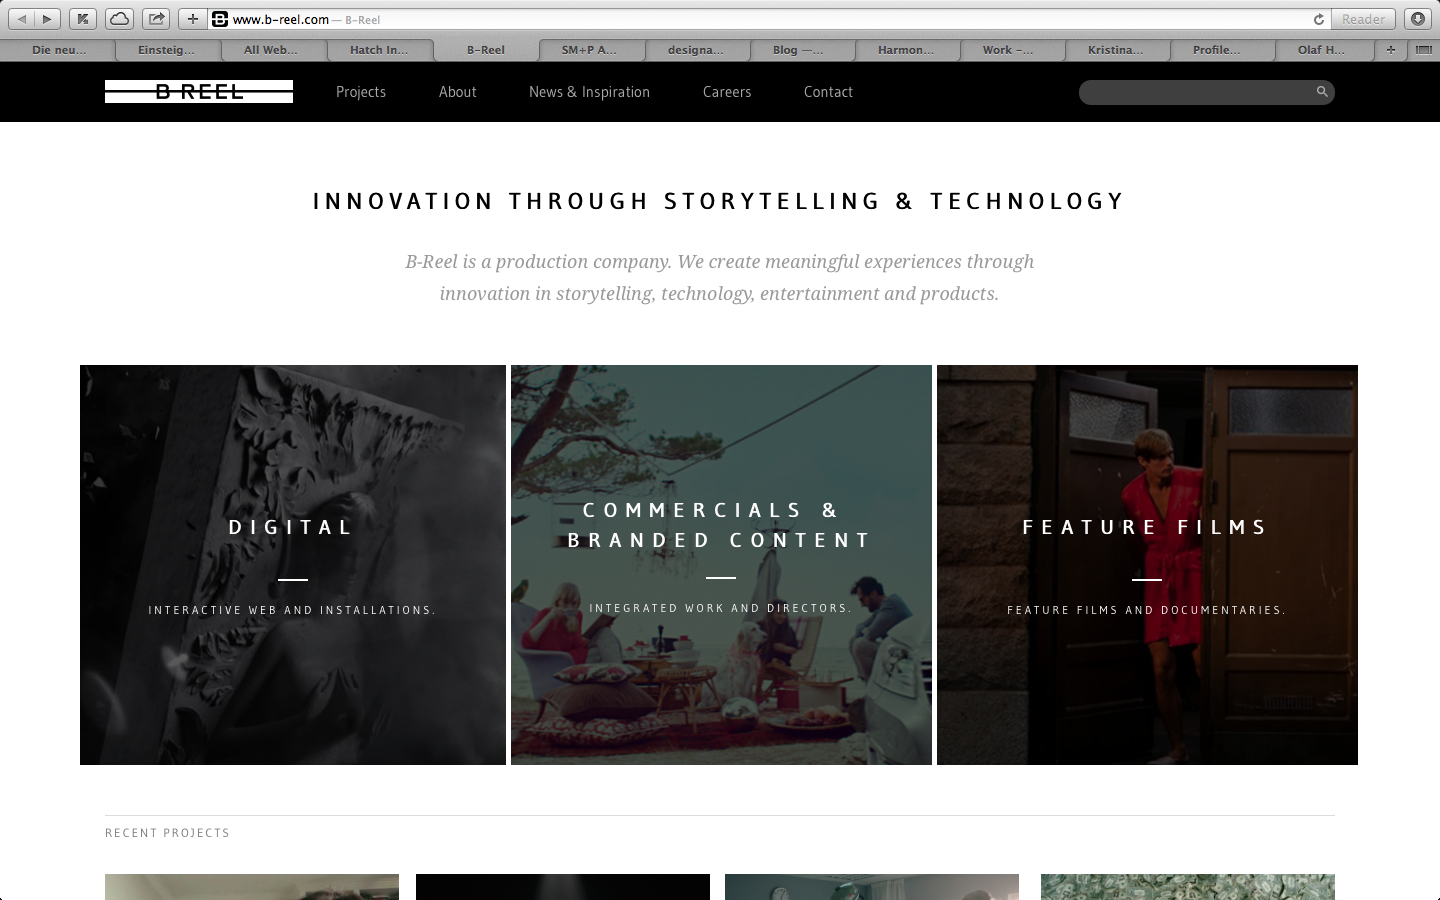 www.b-reel.com — B-Reel
Reader
Die neu...
Einsteig...
All Web...
Hatch In...
B-Reel
SM+P A...
designa...
Blog —...
Harmon...
Work -...
Kristina...
Profile...
Olaf H...
B REEL
Projects
About
News & Inspiration
Careers
Contact
INNOVATION THROUGH STORYTELLING & TECHNOLOGY
B-Reel is a production company. We create meaningful experiences through
innovation in storytelling, technology, entertainment and products.
DIGITAL
INTERACTIVE WEB AND INSTALLATIONS.
COMMERCIALS &
BRANDED CONTENT
INTEGRATED WORK AND DIRECTORS.
FEATURE FILMS
FEATURE FILMS AND DOCUMENTARIES.
RECENT PROJECTS